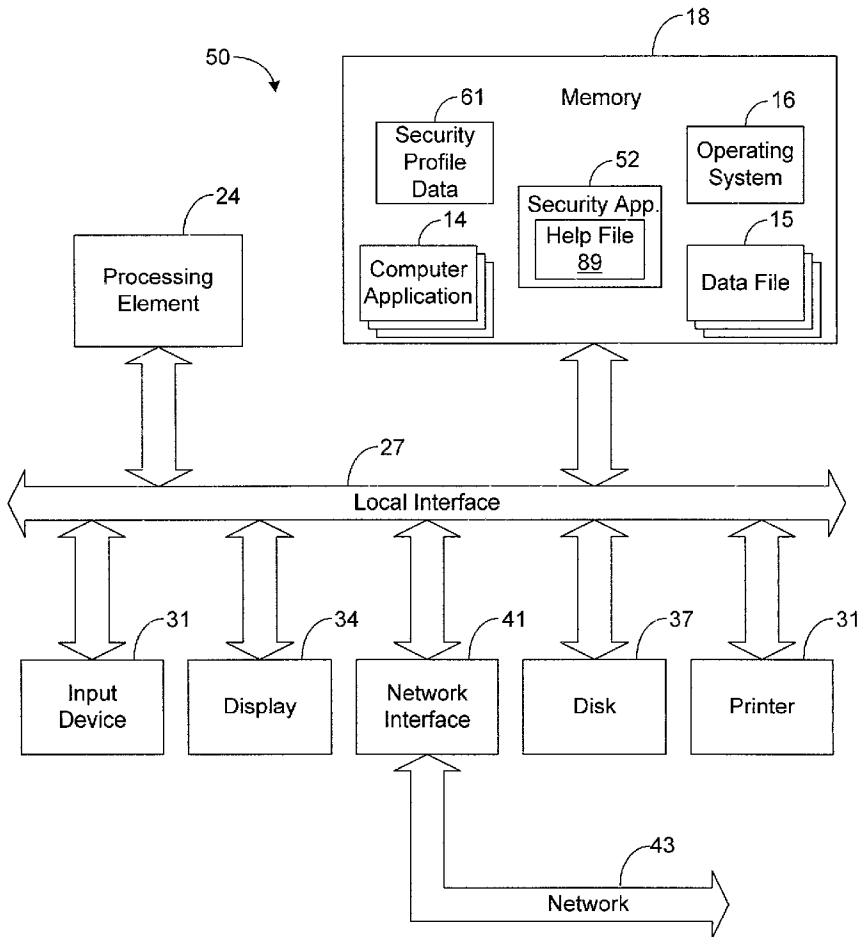 18
50
61
Memory
16
Security
Profile
Data
Operating
System
52
24
14
Security App.
15
Help File
89
Processing
Element
Computer
Application
Data File
27
Local Interface
31
34
41
37
31
Input
Device
Display
Network
Interface
Disk
Printer
43
Network